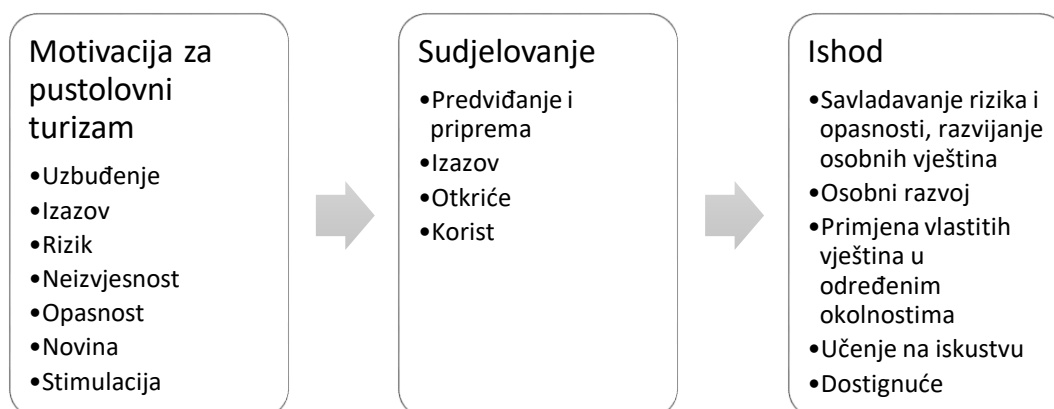 Motivacija za
pustolovni
turizam
•Uzbuđenje
•Izazov
•Rizik
•Neizvjesnost
•Opasnost
•Novina
•Stimulacija
Sudjelovanje
•Predviđanje i
priprema
•Izazov
•Otkriće
•Korist
Ishod
•Savladavanje rizika i
opasnosti, razvijanje
osobnih vještina
•Osobni razvoj
•Primjena vlastitih
vještina u
određenim
okolnostima
•Učenje na iskustvu
•Dostignuće